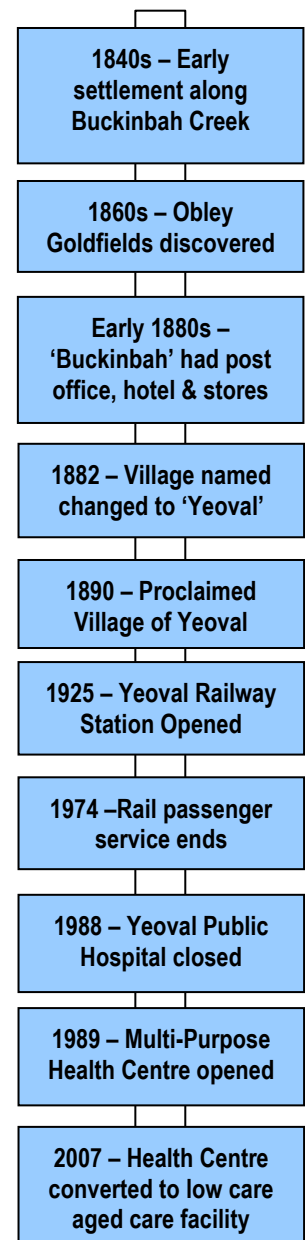 1840s – Early
settlement along
Buckinbah Creek
1860s – Obley
Goldfields discovered
Early 1880s –
‘Buckinbah’ had post
office, hotel & stores
1882 – Village named
changed to ‘Yeoval’
1890 – Proclaimed
Village of Yeoval
1925 – Yeoval Railway
Station Opened
1974 –Rail passenger
service ends
1988 – Yeoval Public
Hospital closed
1989 – Multi-Purpose
Health Centre opened
2007 – Health Centre
converted to low care
aged care facility